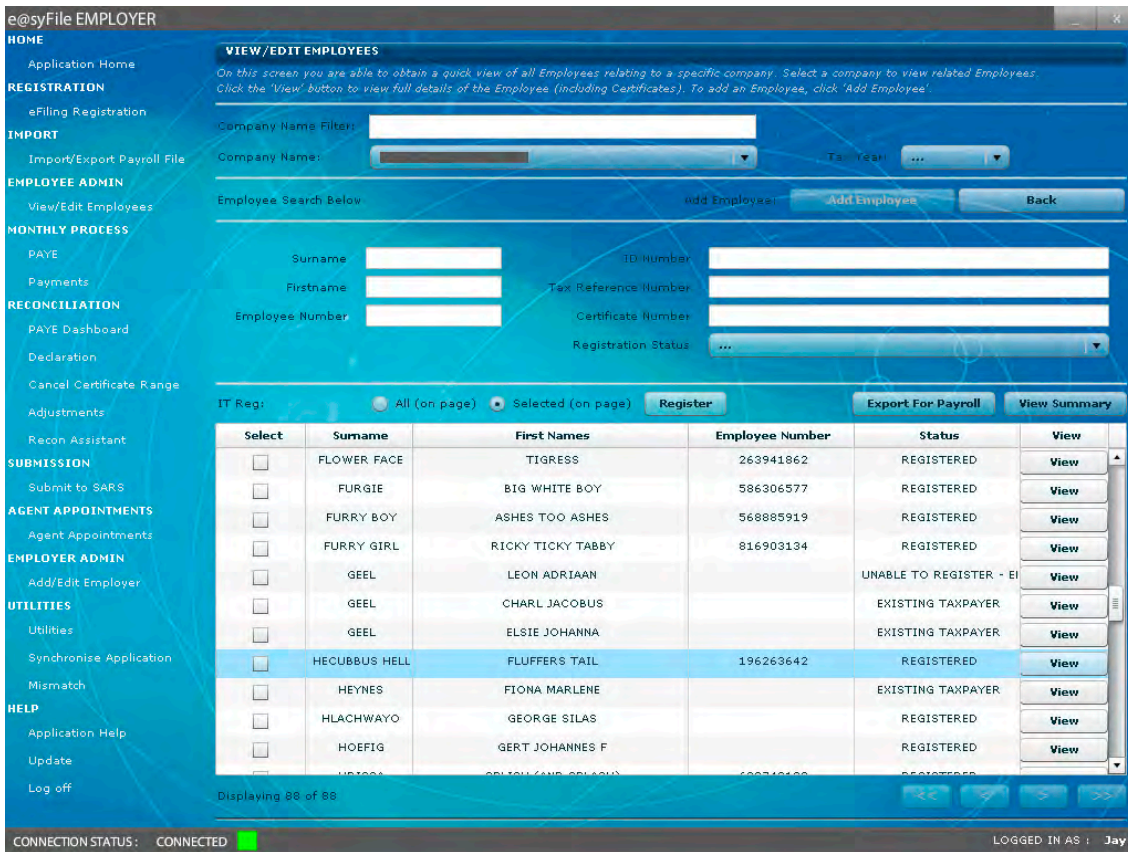 e@syFile EMPLOYER
_ X
HOME
Application Home
REGISTRATION
eFiling Registration
IMPORT
Import/Export Payroll File
EMPLOYEE ADMIN
View/Edit Employees
MONTHLY PROCESS
PAYE
Payments
RECONCILIATION
PAYE Dashboard
Declaration
Cancel Certificate Range
Adjustments
Recon Assistant
SUBMISSION
Submit to SARS
AGENT APPOINTMENTS
Agent Appointments
EMPLOYER ADMIN
Add/Edit Employer
UTILITIES
Utilities
Synchronise Application
Mismatch
HELP
Application Help
Update
Log off
VIEW/EDIT EMPLOYEES
On this screen you are able to obtain a quick view of all Employees relating to a specific company. Select a company to view related Employees.
Click the 'View' button to view full details of the Employee (including Certificates). To add an Employee, click 'Add Employee'.
Company Name Filter:
Company Name: Tax Year: ...
Employee Search Below Add Employee: Add Employee Back
Surname ID Number
Firstname Tax Reference Number
Employee Number Certificate Number
Registration Status ...
IT Reg: All (on page) Selected (on page) Register Export For Payroll View Summary
Select Surname First Names Employee Number Status View
FLOWER FACE TIGRESS 263941862 REGISTERED View
FURGIE BIG WHITE BOY 586306577 REGISTERED View
FURRY BOY ASHES TOO ASHES 568885919 REGISTERED View
FURRY GIRL RICKY TICKY TABBY 816903134 REGISTERED View
GEEL LEON ADRIAAN UNABLE TO REGISTER - EI View
GEEL CHARL JACOBUS EXISTING TAXPAYER View
GEEL ELSIE JOHANNA EXISTING TAXPAYER View
HECUBBUS HELL FLUFFERS TAIL 196263642 REGISTERED View
HEYNES FIONA MARLENE EXISTING TAXPAYER View
HLACHWAYO GEORGE SILAS REGISTERED View
HOEFIG GERT JOHANNES F REGISTERED View
Displaying 88 of 88 << < > >>
CONNECTION STATUS : CONNECTED LOGGED IN AS : Jay